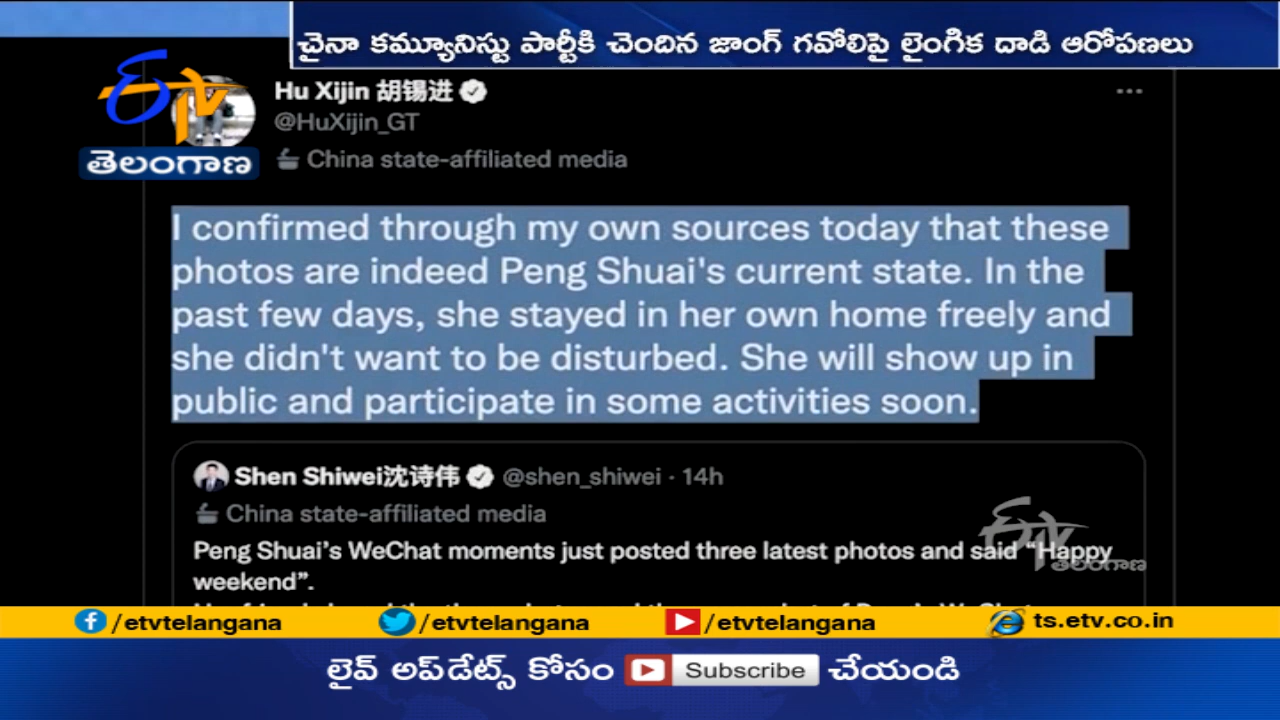 చైనా కమ్యూనిస్టు పార్టీకి చెందిన జాంగ్ గవోలిపై లైంగిక దాడి ఆరోపణలు
ETV
తెలంగాణ
Hu Xijin 胡锡进
@HuXijin_GT
China state-affiliated media
I confirmed through my own sources today that these
photos are indeed Peng Shuai's current state. In the
past few days, she stayed in her own home freely and
she didn't want to be disturbed. She will show up in
public and participate in some activities soon.
Shen Shiwei沈诗伟 @shen_shiwei · 14h
China state-affiliated media
Peng Shuai’s WeChat moments just posted three latest photos and said “Happy
weekend”.
ETV
తెలంగాణ
/etvtelangana /etvtelangana /etvtelangana ts.etv.co.in
లైవ్ అప్‌డేట్స్ కోసం Subscribe చేయండి